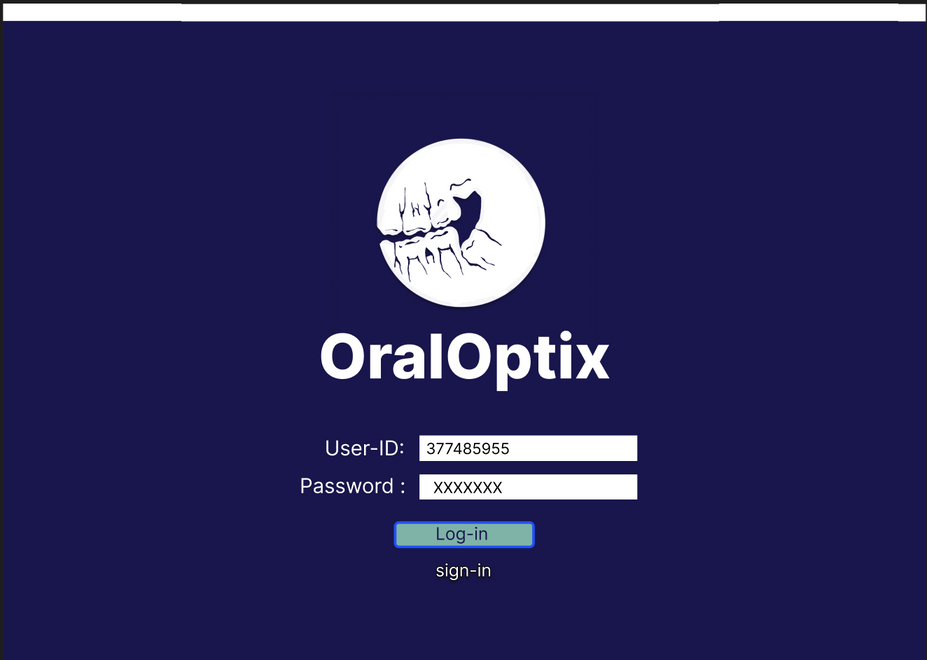 OralOptix
User-ID: 377485955
Password : XXXXXXX
Log-in
sign-in